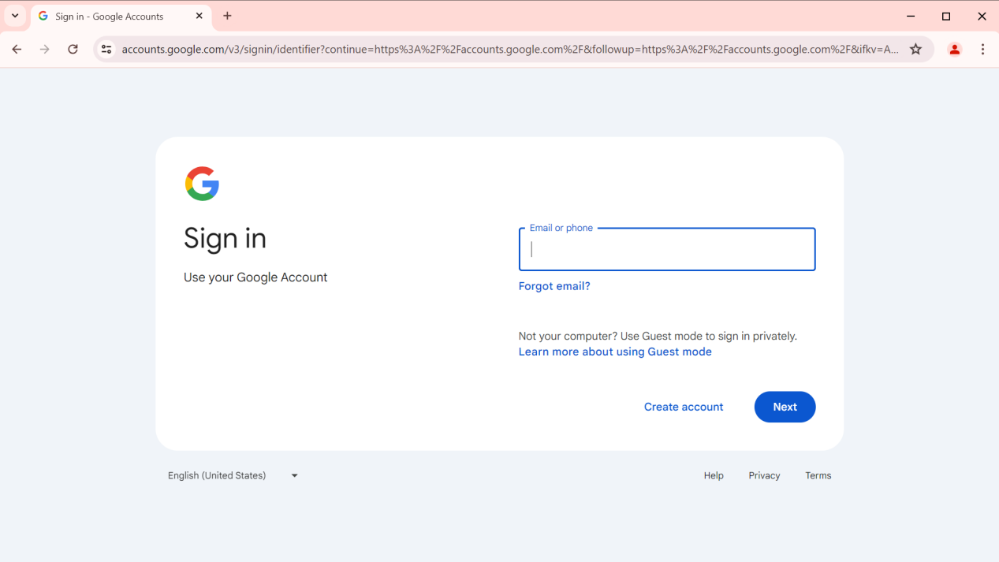 Sign in - Google Accounts
accounts.google.com/v3/signin/identifier?continue=https%3A%2F%2Faccounts.google.com%2F&followup=https%3A%2F%2Faccounts.google.com%2F&ifkv=A...
Sign in
Use your Google Account
Email or phone
Forgot email?
Not your computer? Use Guest mode to sign in privately.
Learn more about using Guest mode
Create account
Next
English (United States)
Help
Privacy
Terms